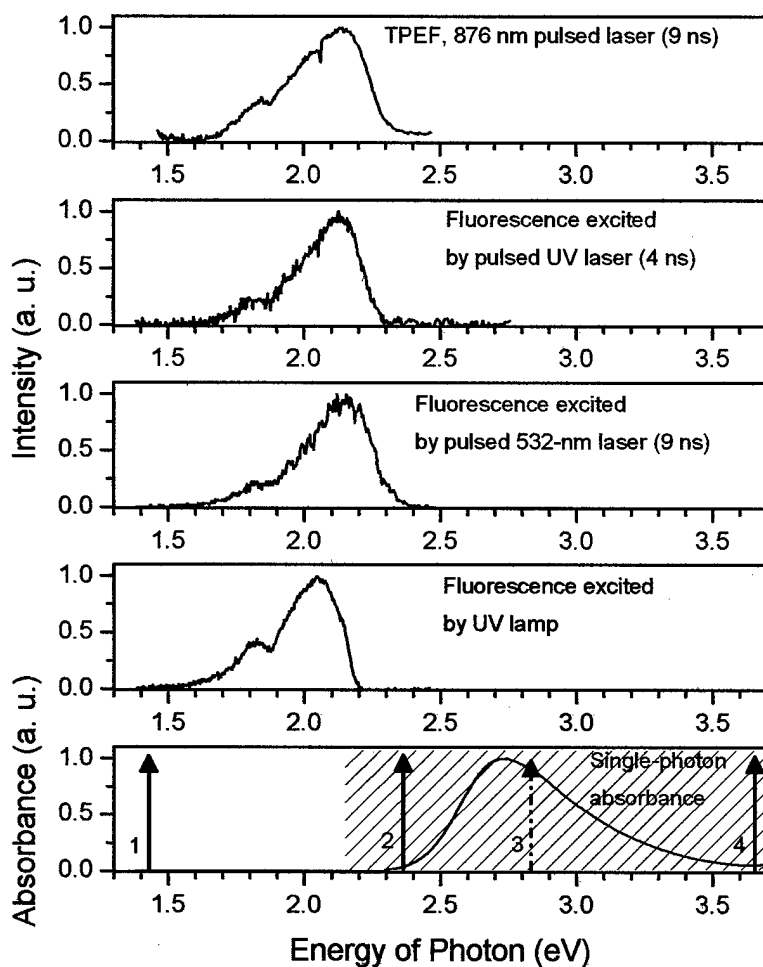 TPEF, 876 nm pulsed laser (9 ns)
1.0
0.5
0.0
1.5 2.0 2.5 3.0 3.5
Fluorescence excited
by pulsed UV laser (4 ns)
1.0
0.5
0.0
1.5 2.0 2.5 3.0 3.5
Intensity (a. u.)
Fluorescence excited
by pulsed 532-nm laser (9 ns)
1.0
0.5
0.0
1.5 2.0 2.5 3.0 3.5
Fluorescence excited
by UV lamp
1.0
0.5
0.0
1.5 2.0 2.5 3.0 3.5
Absorbance (a. u.)
Single-photon
absorbance
1.0
0.5
0.0
1 2 3 4
1.5 2.0 2.5 3.0 3.5
Energy of Photon (eV)